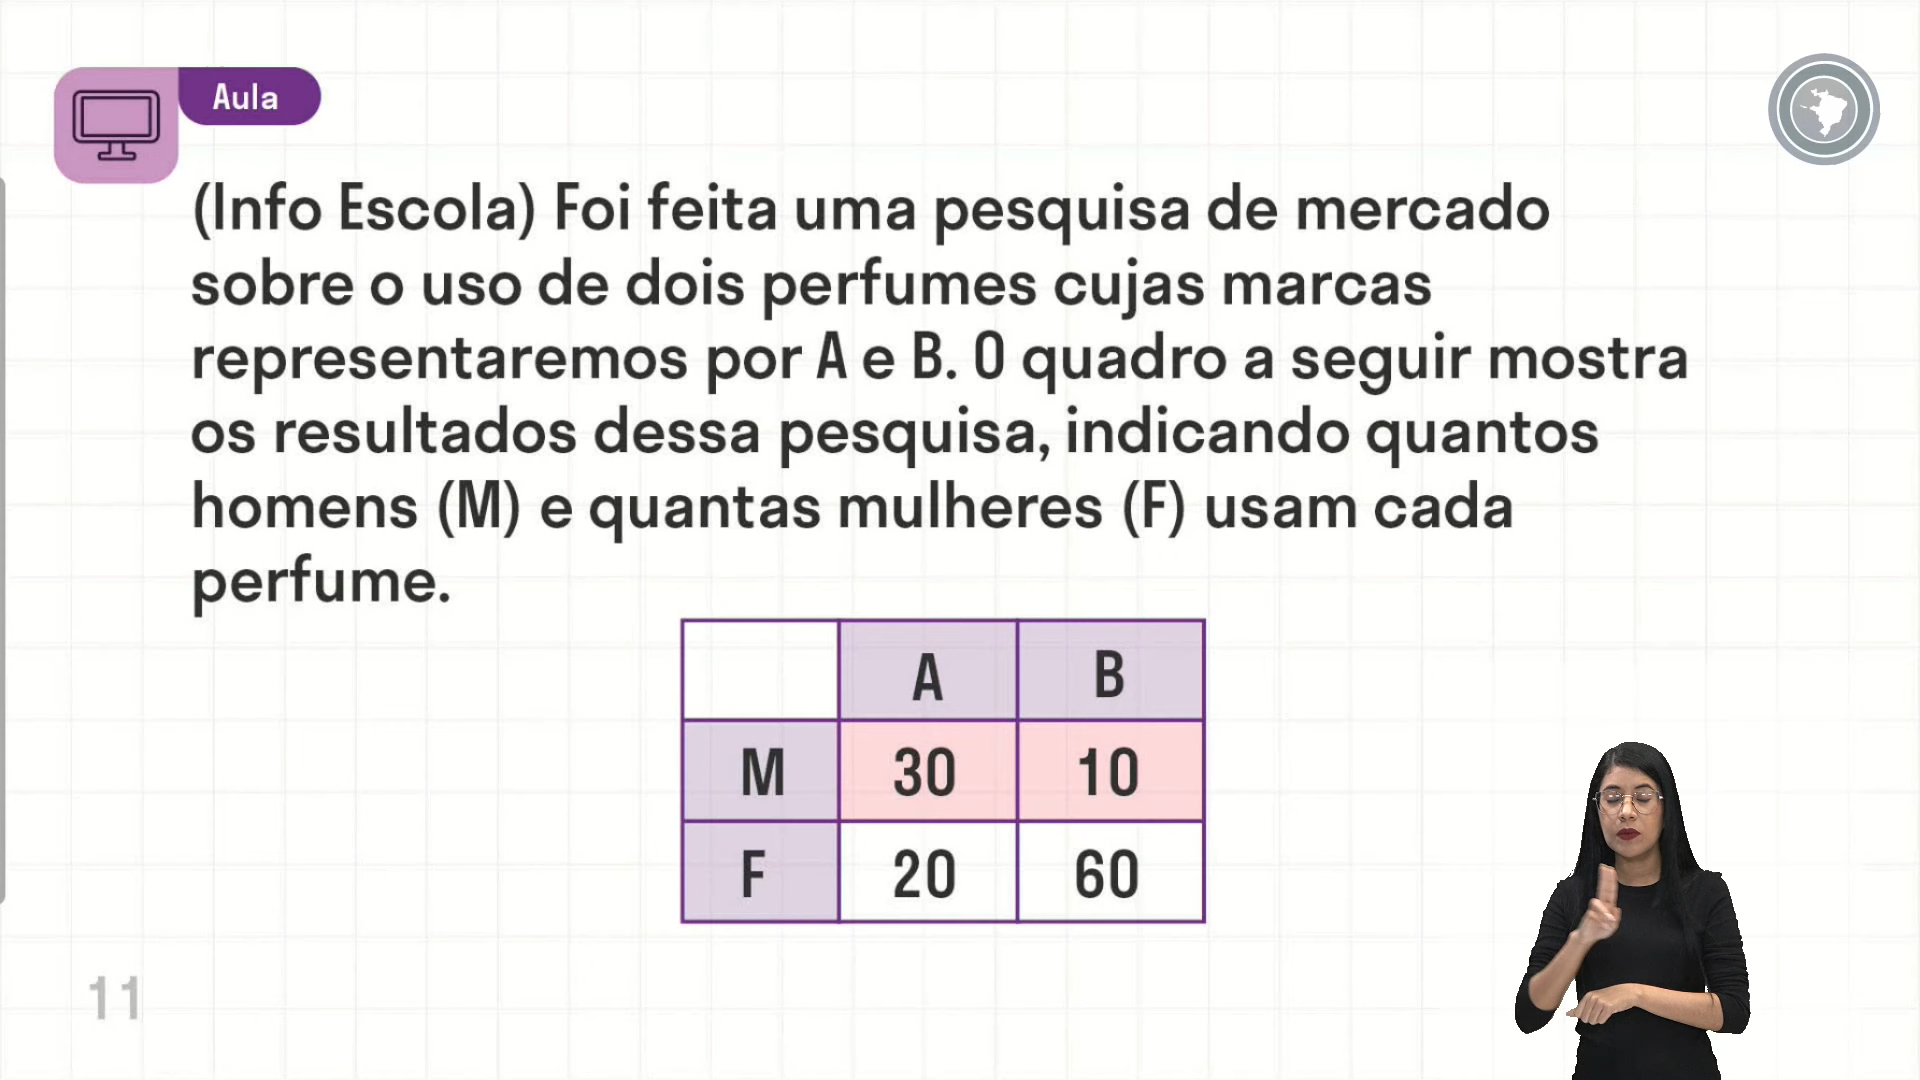 Aula
(Info Escola) Foi feita uma pesquisa de mercado
sobre o uso de dois perfumes cujas marcas
representaremos por A e B. O quadro a seguir mostra
os resultados dessa pesquisa, indicando quantos
homens (M) e quantas mulheres (F) usam cada
perfume.
A B
M 30 10
F 20 60
11